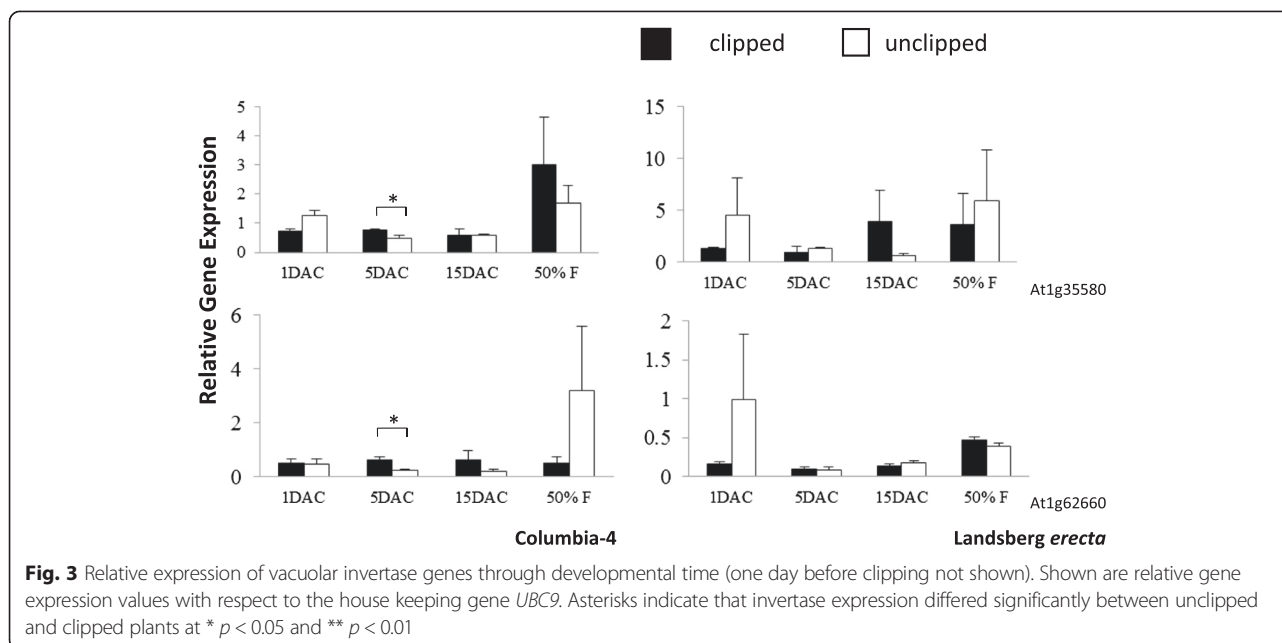 clipped unclipped
Relative Gene Expression
5
4
3
2
1
0
*
1DAC 5DAC 15DAC 50% F
15
10
5
0
1DAC 5DAC 15DAC 50% F
At1g35580
6
4
2
0
*
1DAC 5DAC 15DAC 50% F
2
1.5
1
0.5
0
1DAC 5DAC 15DAC 50% F
At1g62660
Columbia-4 Landsberg erecta
Fig. 3 Relative expression of vacuolar invertase genes through developmental time (one day before clipping not shown). Shown are relative gene
expression values with respect to the house keeping gene UBC9. Asterisks indicate that invertase expression differed significantly between unclipped
and clipped plants at * p < 0.05 and ** p < 0.01